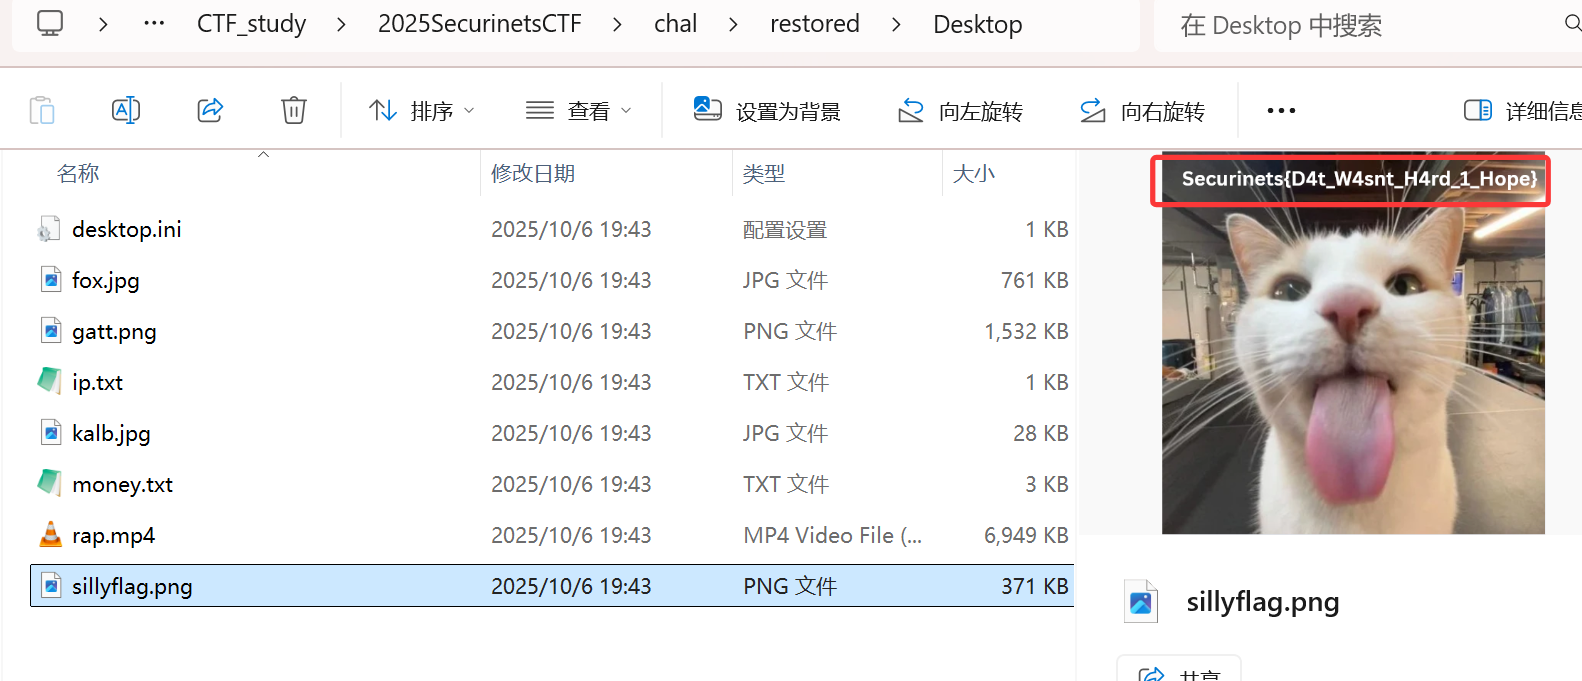 CTF_study > 2025SecurinetsCTF > chal > restored > Desktop
在 Desktop 中搜索
排序 查看 设置为背景 向左旋转 向右旋转 详细信息
名称 修改日期 类型 大小
desktop.ini 2025/10/6 19:43 配置设置 1 KB
fox.jpg 2025/10/6 19:43 JPG 文件 761 KB
gatt.png 2025/10/6 19:43 PNG 文件 1,532 KB
ip.txt 2025/10/6 19:43 TXT 文件 1 KB
kalb.jpg 2025/10/6 19:43 JPG 文件 28 KB
money.txt 2025/10/6 19:43 TXT 文件 3 KB
rap.mp4 2025/10/6 19:43 MP4 Video File (... 6,949 KB
sillyflag.png 2025/10/6 19:43 PNG 文件 371 KB
Securinets{D4t_W4snt_H4rd_1_Hope}
sillyflag.png
共享